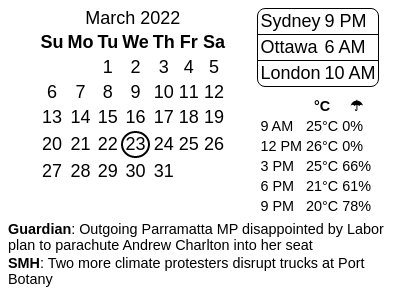 March 2022
Su Mo Tu We Th Fr Sa
1 2 3 4 5
6 7 8 9 10 11 12
13 14 15 16 17 18 19
20 21 22 23 24 25 26
27 28 29 30 31
Sydney 9 PM
Ottawa 6 AM
London 10 AM
°C ☂
9 AM 25°C 0%
12 PM 26°C 0%
3 PM 25°C 66%
6 PM 21°C 61%
9 PM 20°C 78%
Guardian: Outgoing Parramatta MP disappointed by Labor
plan to parachute Andrew Charlton into her seat
SMH: Two more climate protesters disrupt trucks at Port
Botany